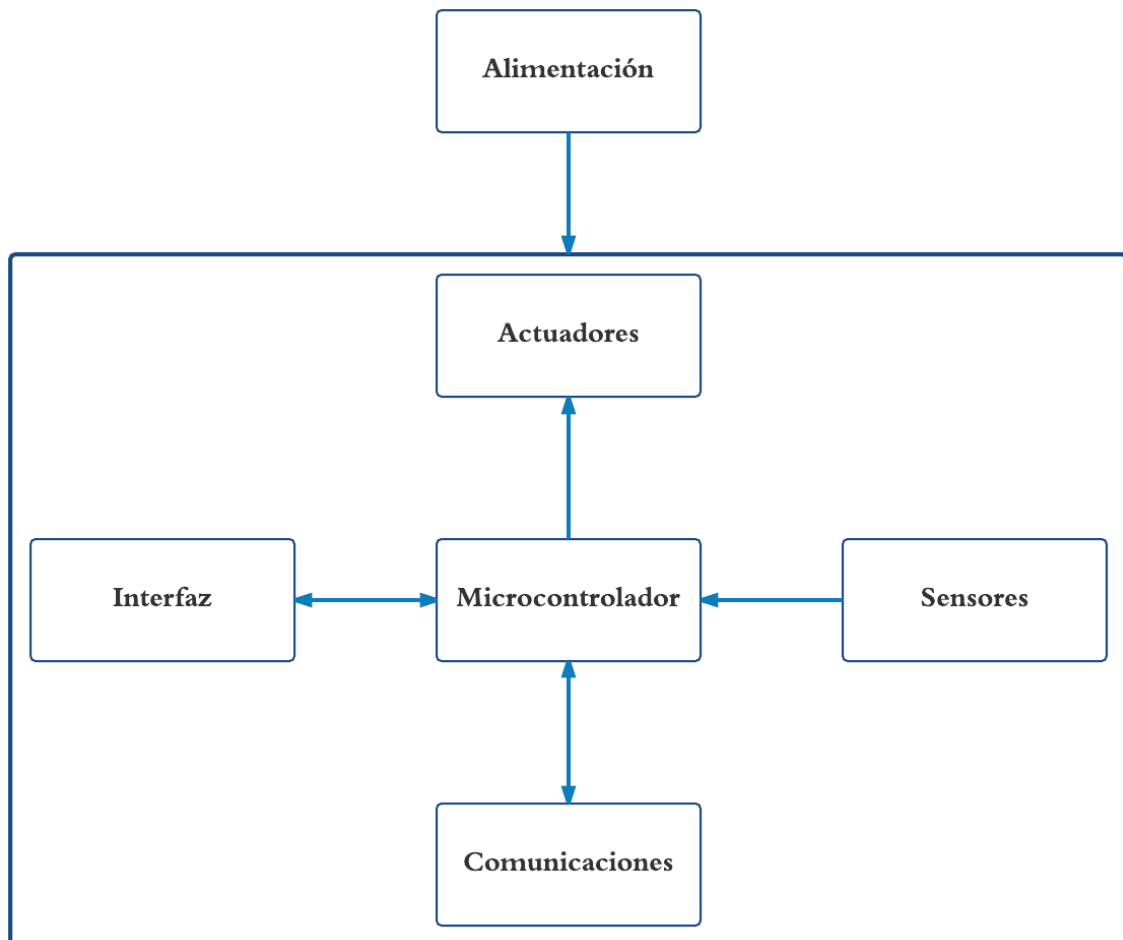 Alimentación
Actuadores
Interfaz
Microcontrolador
Sensores
Comunicaciones